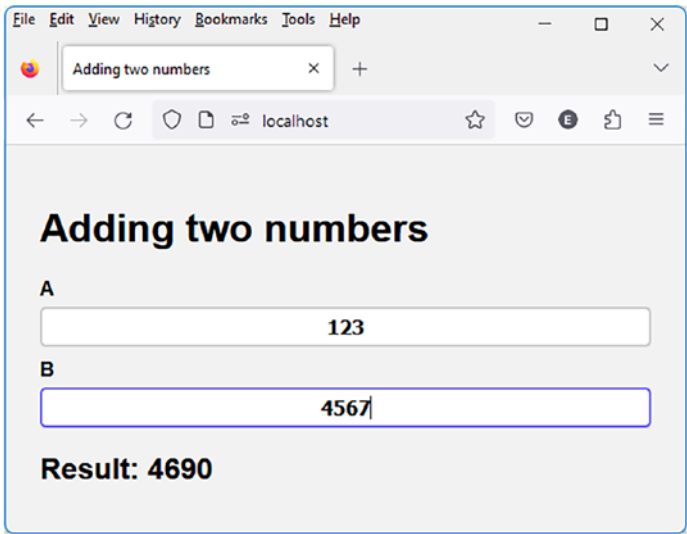 File Edit View History Bookmarks Tools Help
Adding two numbers
E localhost
Adding two numbers
A
123
B
4567
Result: 4690